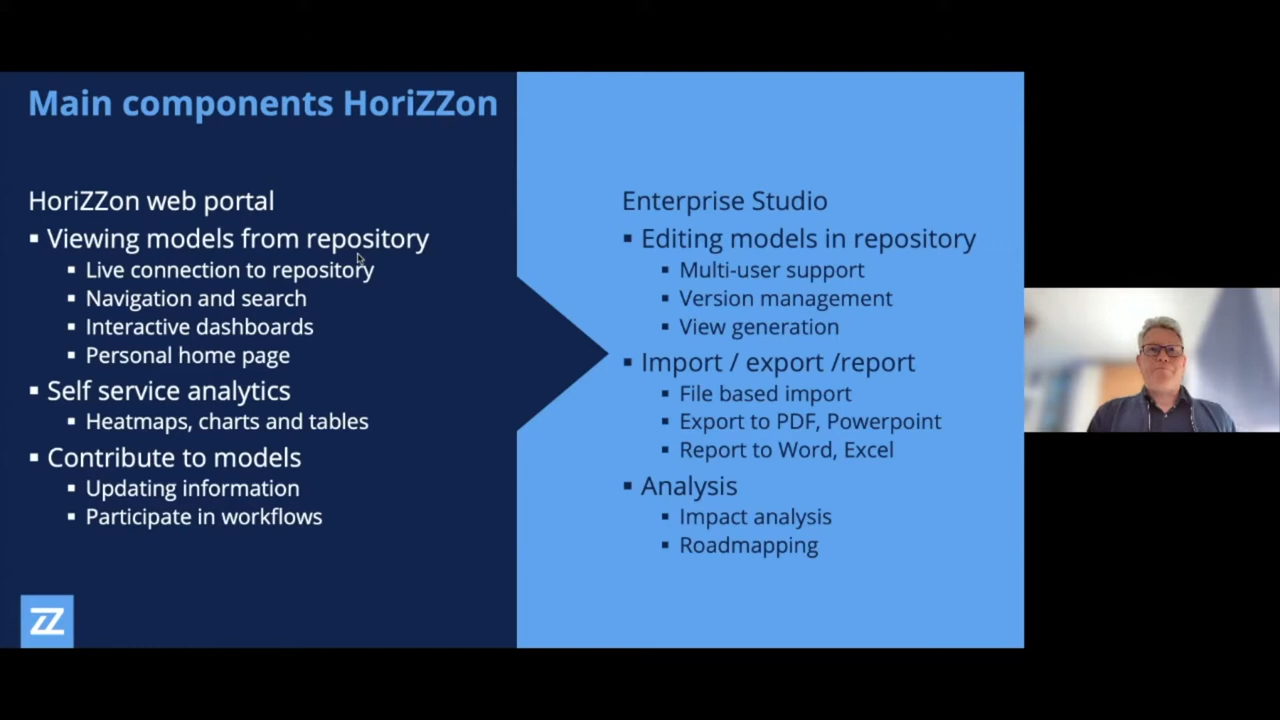 Main components HoriZZon
HoriZZon web portal
▪ Viewing models from repository
▪ Live connection to repository
▪ Navigation and search
▪ Interactive dashboards
▪ Personal home page
▪ Self service analytics
▪ Heatmaps, charts and tables
▪ Contribute to models
▪ Updating information
▪ Participate in workflows
ZZ
Enterprise Studio
▪ Editing models in repository
▪ Multi-user support
▪ Version management
▪ View generation
▪ Import / export /report
▪ File based import
▪ Export to PDF, Powerpoint
▪ Report to Word, Excel
▪ Analysis
▪ Impact analysis
▪ Roadmapping